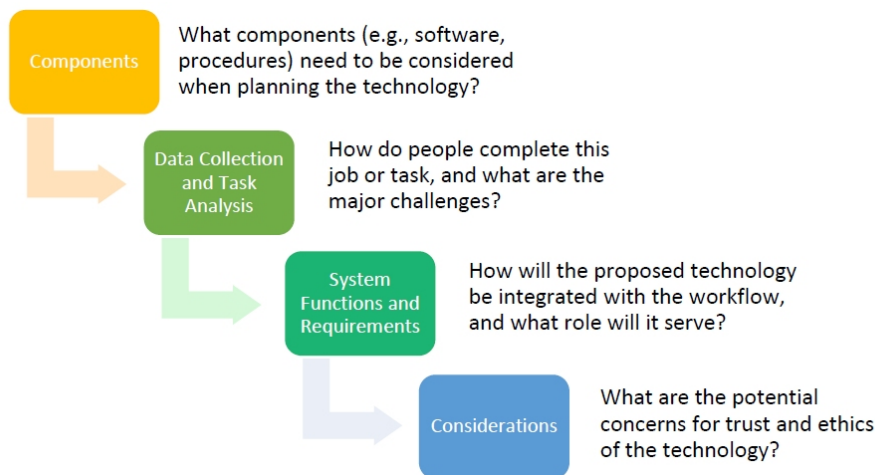 Components
What components (e.g., software,
procedures) need to be considered
when planning the technology?
Data Collection
and Task
Analysis
How do people complete this
job or task, and what are the
major challenges?
System
Functions and
Requirements
How will the proposed technology
be integrated with the workflow,
and what role will it serve?
Considerations
What are the potential
concerns for trust and ethics
of the technology?